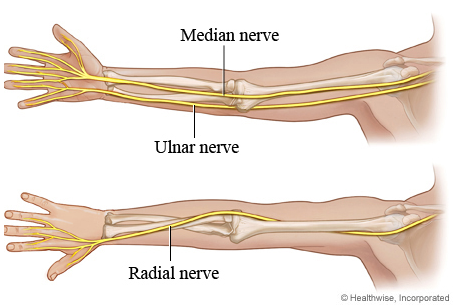 Median nerve
Ulnar nerve
Radial nerve
© Healthwise, Incorporated